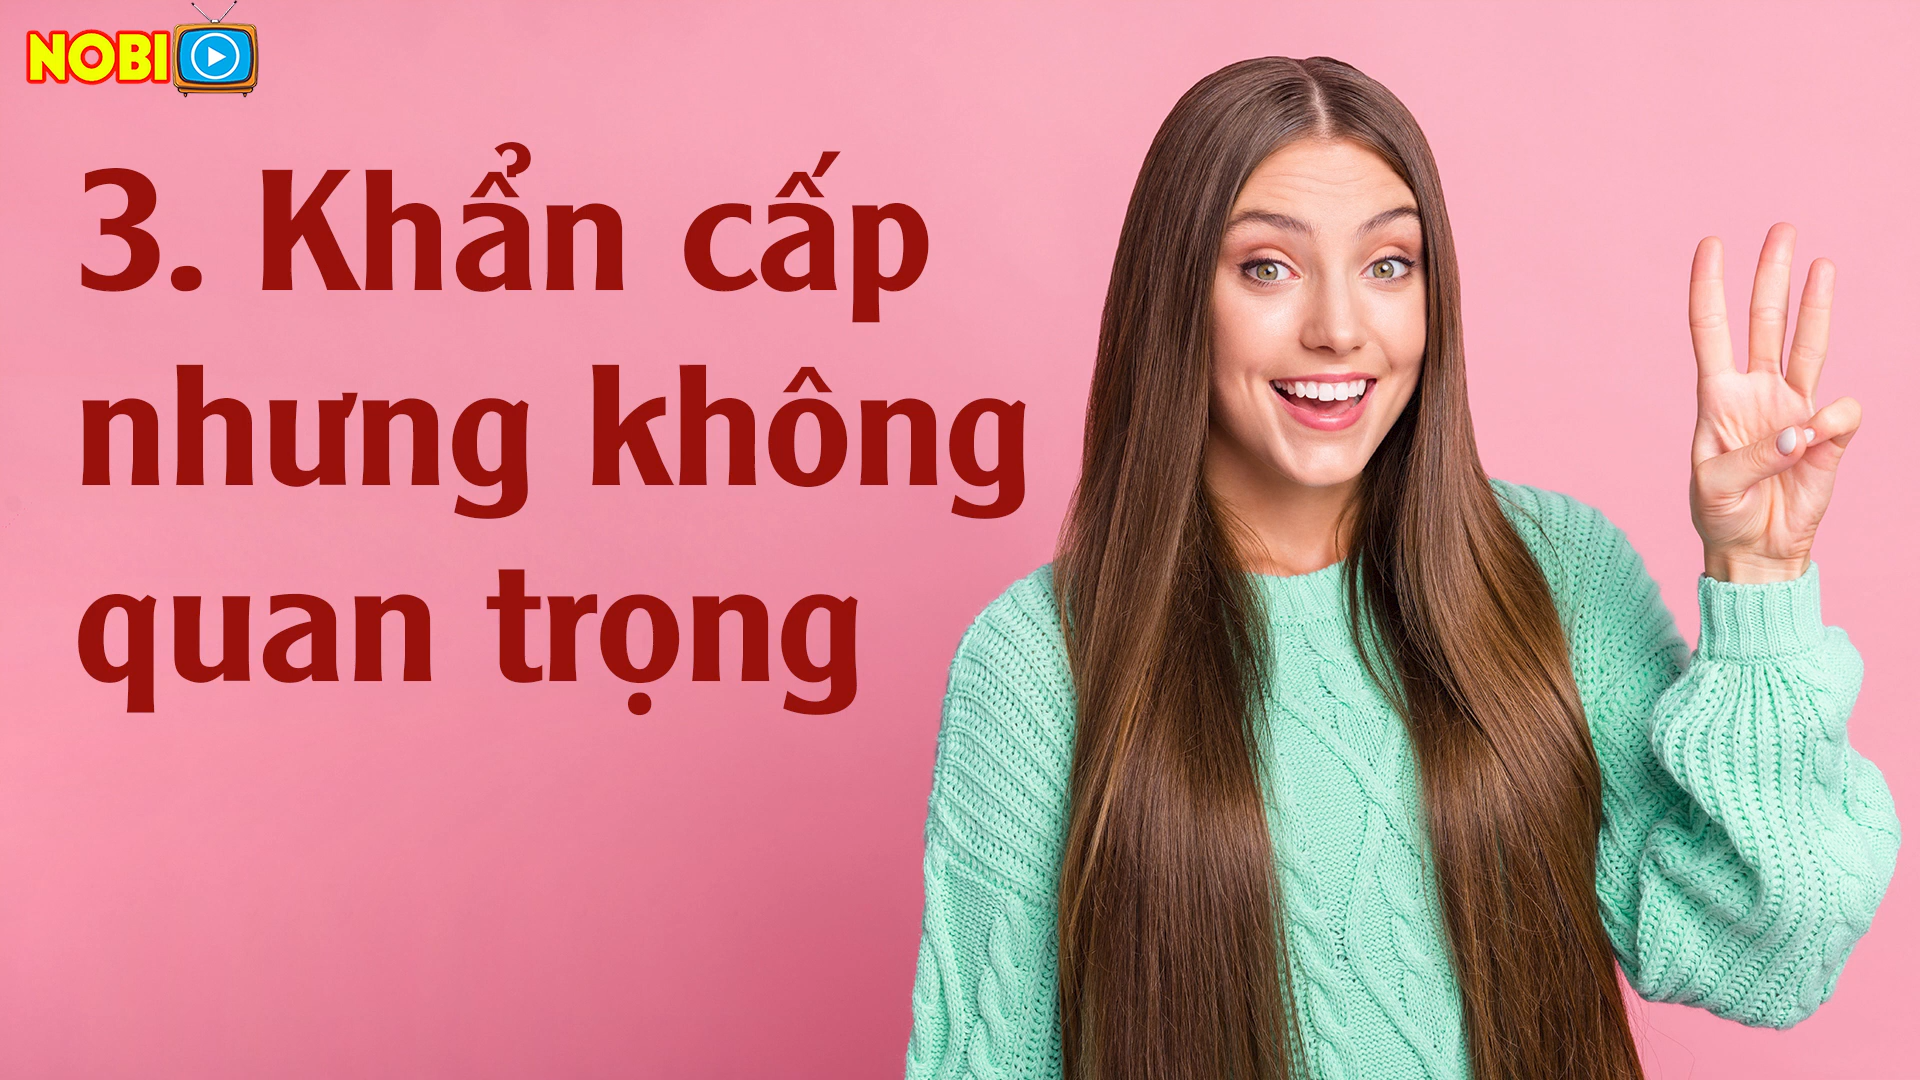 NOBI
3. Khẩn cấp
nhưng không
quan trọng